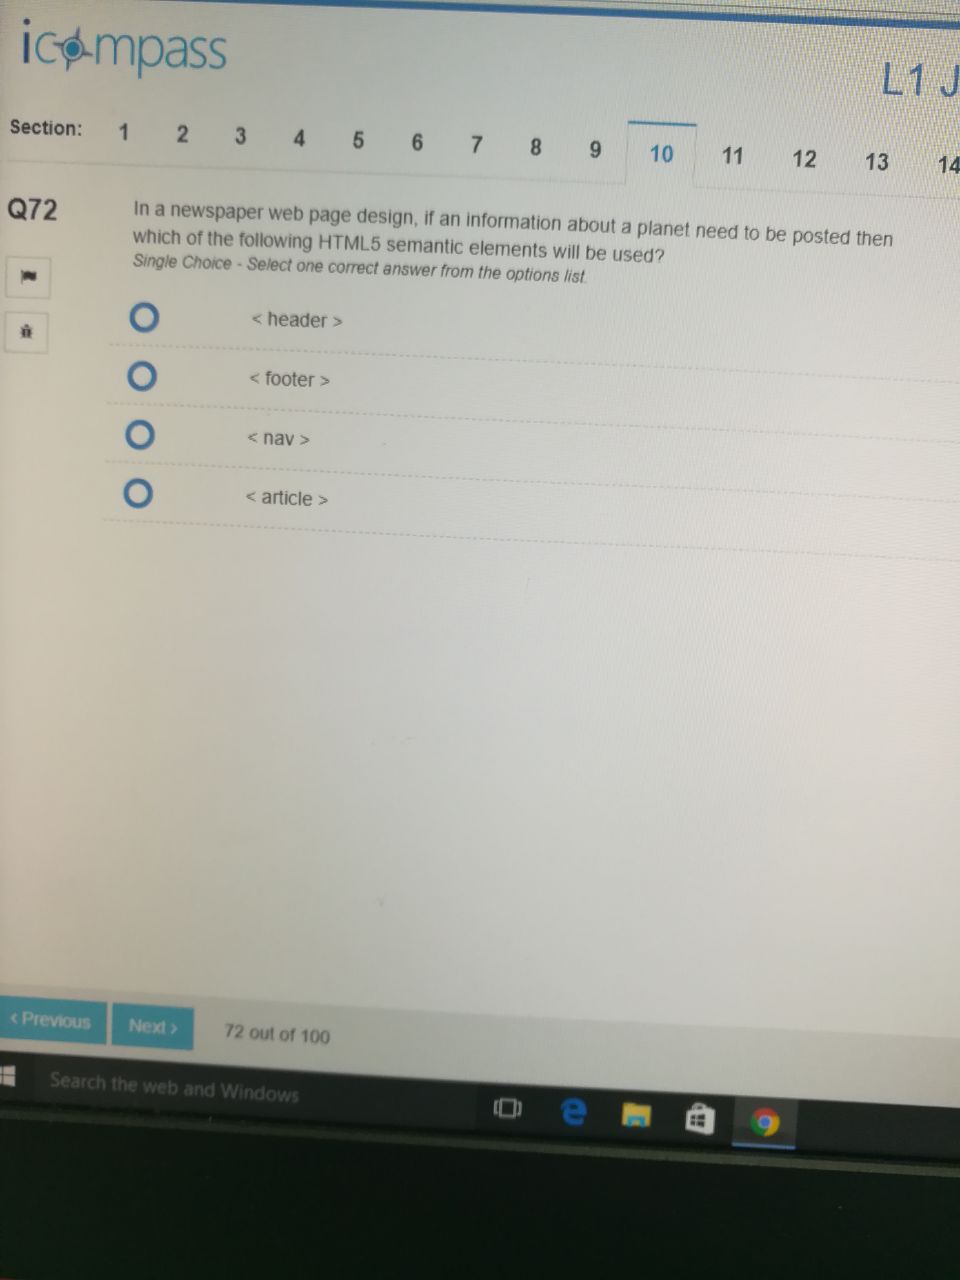 icompass
L1 J
Section: 1 2 3 4 5 6 7 8 9 10 11 12 13 14
Q72
In a newspaper web page design, if an information about a planet need to be posted then
which of the following HTML5 semantic elements will be used?
Single Choice - Select one correct answer from the options list.
< header >
< footer >
< nav >
< article >
< Previous Next > 72 out of 100
Search the web and Windows